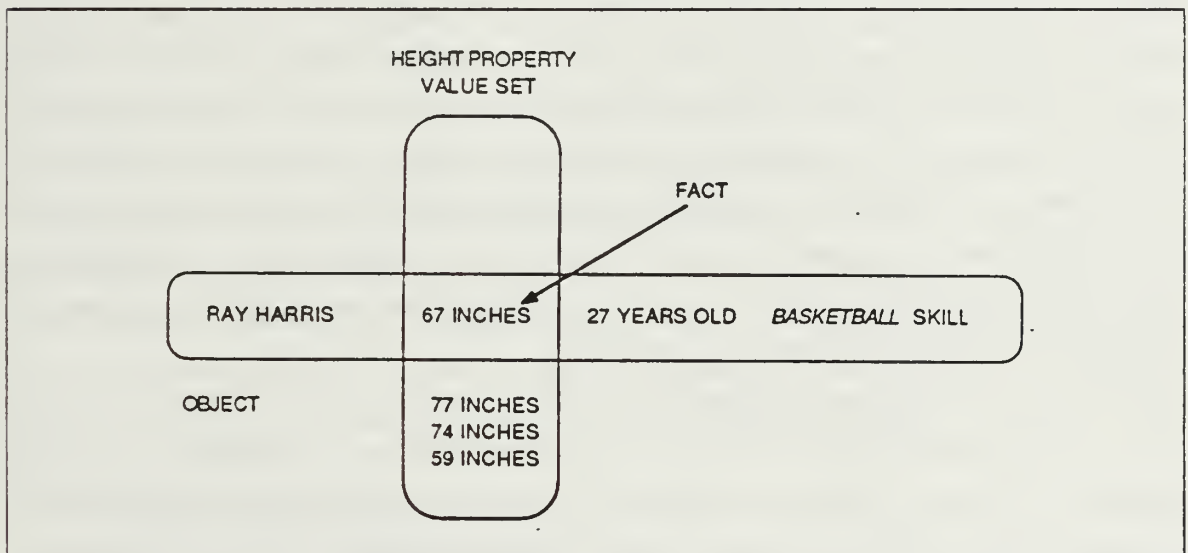 HEIGHT PROPERTY
VALUE SET
FACT
RAY HARRIS 67 INCHES 27 YEARS OLD BASKETBALL SKILL
OBJECT 77 INCHES
74 INCHES
59 INCHES